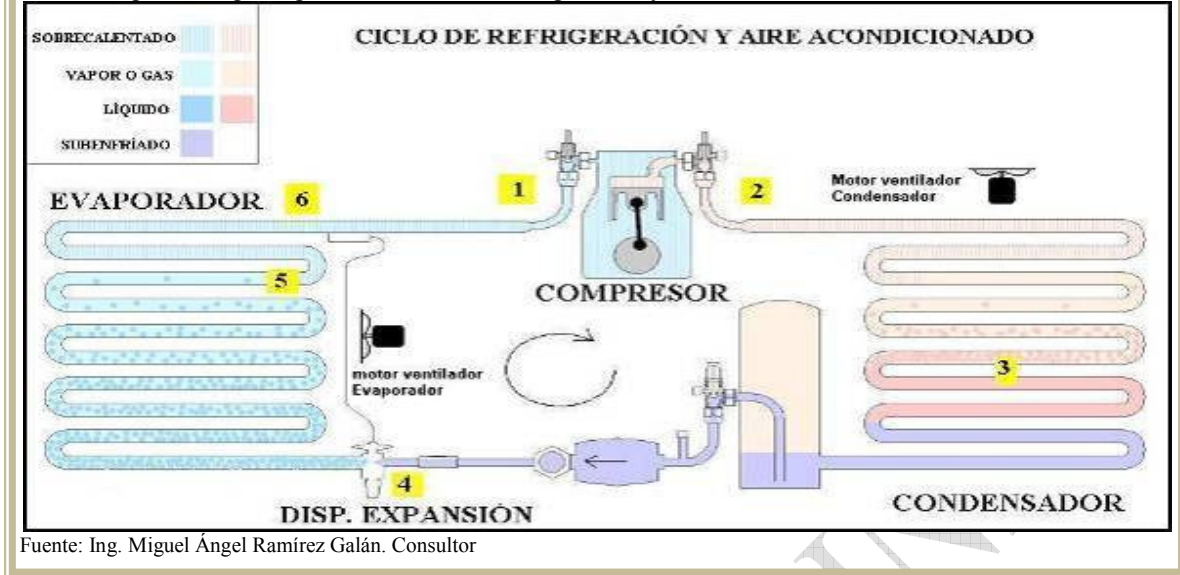 CICLO DE REFRIGERACIÓN Y AIRE ACONDICIONADO
SOBRECALENTADO
VAPOR O GAS
LÍQUIDO
SUBENFRÍADO
EVAPORADOR
6
1
2
Motor ventilador
Condensador
5
COMPRESOR
motor ventilador
Evaporador
3
4
DISP. EXPANSIÓN
CONDENSADOR
Fuente: Ing. Miguel Ángel Ramírez Galán. Consultor